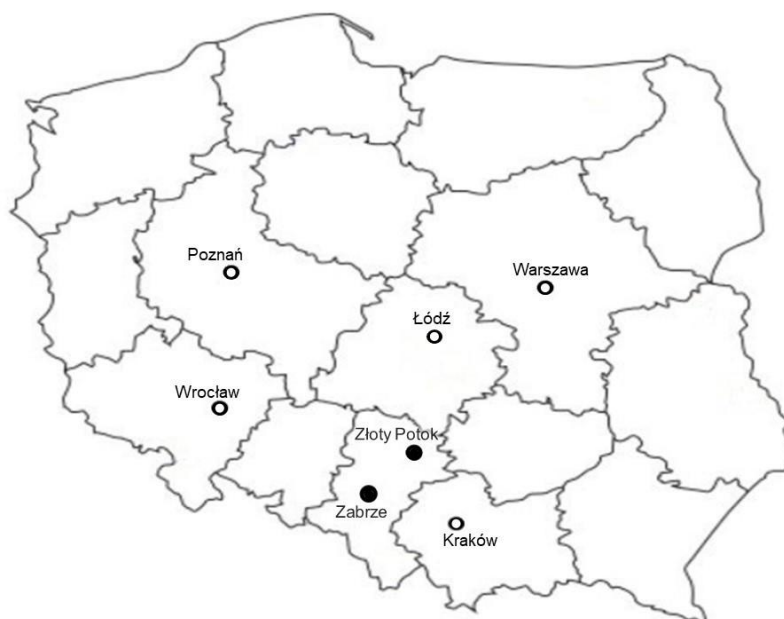 Poznań
Warszawa
Łódź
Wrocław
Złoty Potok
Zabrze
Kraków